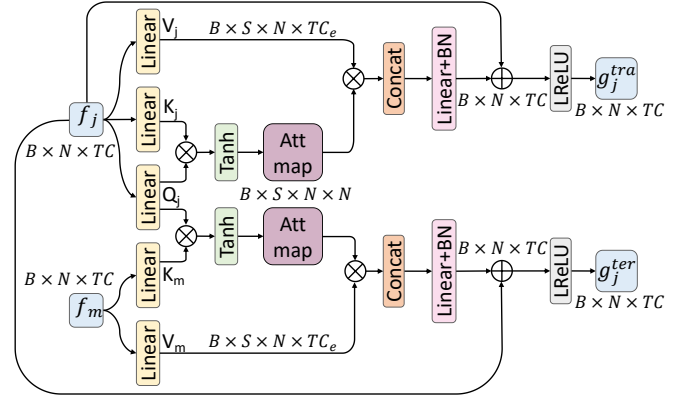 Linear
V_j
B × S × N × TC_e
Concat
Linear+BN
B × N × TC
LReLU
g_j^{tra}
B × N × TC
f_j
B × N × TC
Linear
K_j
Tanh
Att
map
B × S × N × N
Linear
Q_j
Tanh
Att
map
B × N × TC
f_m
Linear
K_m
Linear
V_m
B × S × N × TC_e
Concat
Linear+BN
B × N × TC
LReLU
g_j^{ter}
B × N × TC